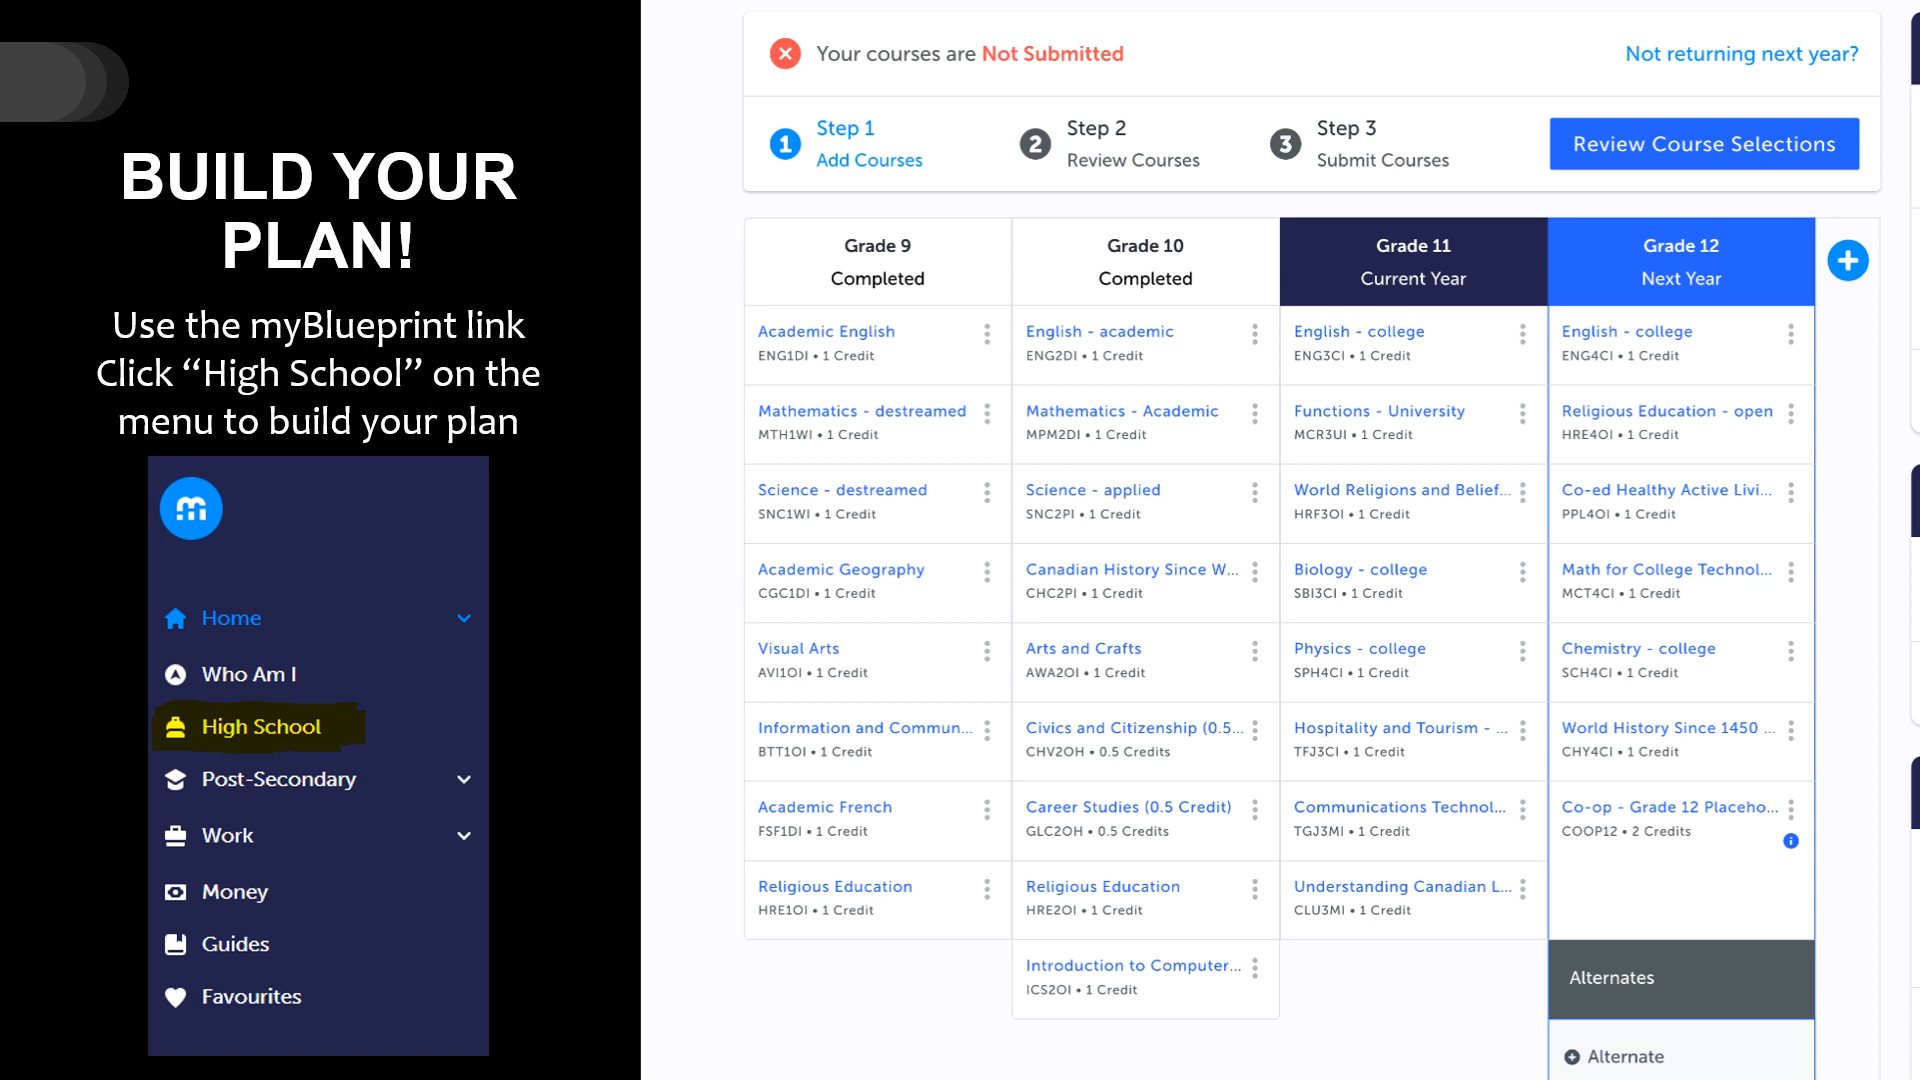 BUILD YOUR
PLAN!
Use the myBlueprint link
Click “High School” on the
menu to build your plan
m
Home
Who Am I
High School
Post-Secondary
Work
Money
Guides
Favourites
Your courses are Not Submitted
Not returning next year?
1 Step 1
Add Courses
2 Step 2
Review Courses
3 Step 3
Submit Courses
Review Course Selections
Grade 9
Completed
Academic English
ENG1DI • 1 Credit
Mathematics - destreamed
MTH1WI • 1 Credit
Science - destreamed
SNC1WI • 1 Credit
Academic Geography
CGC1DI • 1 Credit
Visual Arts
AVI1OI • 1 Credit
Information and Commun...
BTT1OI • 1 Credit
Academic French
FSF1DI • 1 Credit
Religious Education
HRE1OI • 1 Credit
Grade 10
Completed
English - academic
ENG2DI • 1 Credit
Mathematics - Academic
MPM2DI • 1 Credit
Science - applied
SNC2PI • 1 Credit
Canadian History Since W...
CHC2PI • 1 Credit
Arts and Crafts
AWA2OI • 1 Credit
Civics and Citizenship (0.5...
CHV2OH • 0.5 Credits
Career Studies (0.5 Credit)
GLC2OH • 0.5 Credits
Religious Education
HRE2OI • 1 Credit
Introduction to Computer...
ICS2OI • 1 Credit
Grade 11
Current Year
English - college
ENG3CI • 1 Credit
Functions - University
MCR3UI • 1 Credit
World Religions and Belief...
HRF3OI • 1 Credit
Biology - college
SBI3CI • 1 Credit
Physics - college
SPH4CI • 1 Credit
Hospitality and Tourism - ...
TFJ3CI • 1 Credit
Communications Technol...
TGJ3MI • 1 Credit
Understanding Canadian L...
CLU3MI • 1 Credit
Grade 12
Next Year
English - college
ENG4CI • 1 Credit
Religious Education - open
HRE4OI • 1 Credit
Co-ed Healthy Active Livi...
PPL4OI • 1 Credit
Math for College Technol...
MCT4CI • 1 Credit
Chemistry - college
SCH4CI • 1 Credit
World History Since 1450 ...
CHY4CI • 1 Credit
Co-op - Grade 12 Placeho...
COOP12 • 2 Credits
Alternates
Alternate